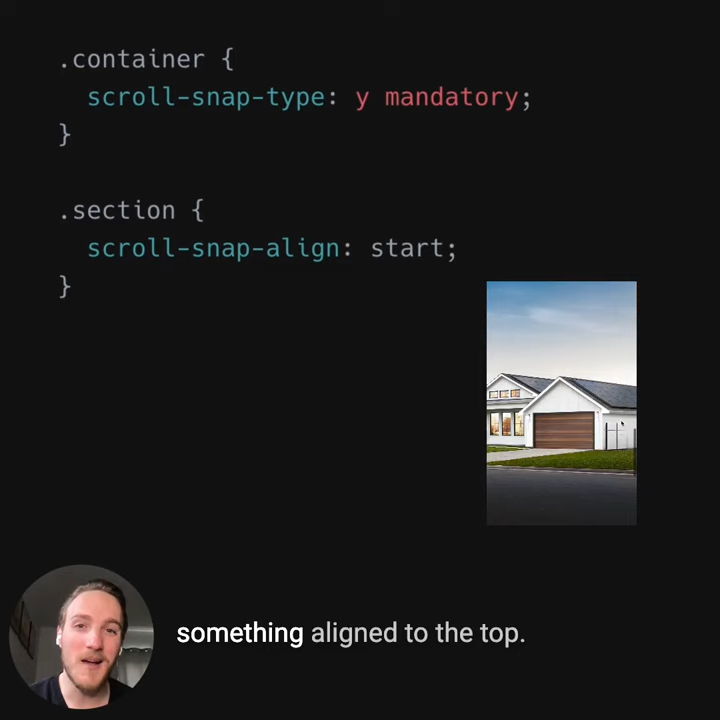 .container {
scroll-snap-type: y mandatory;
}
.section {
scroll-snap-align: start;
}
something aligned to the top.